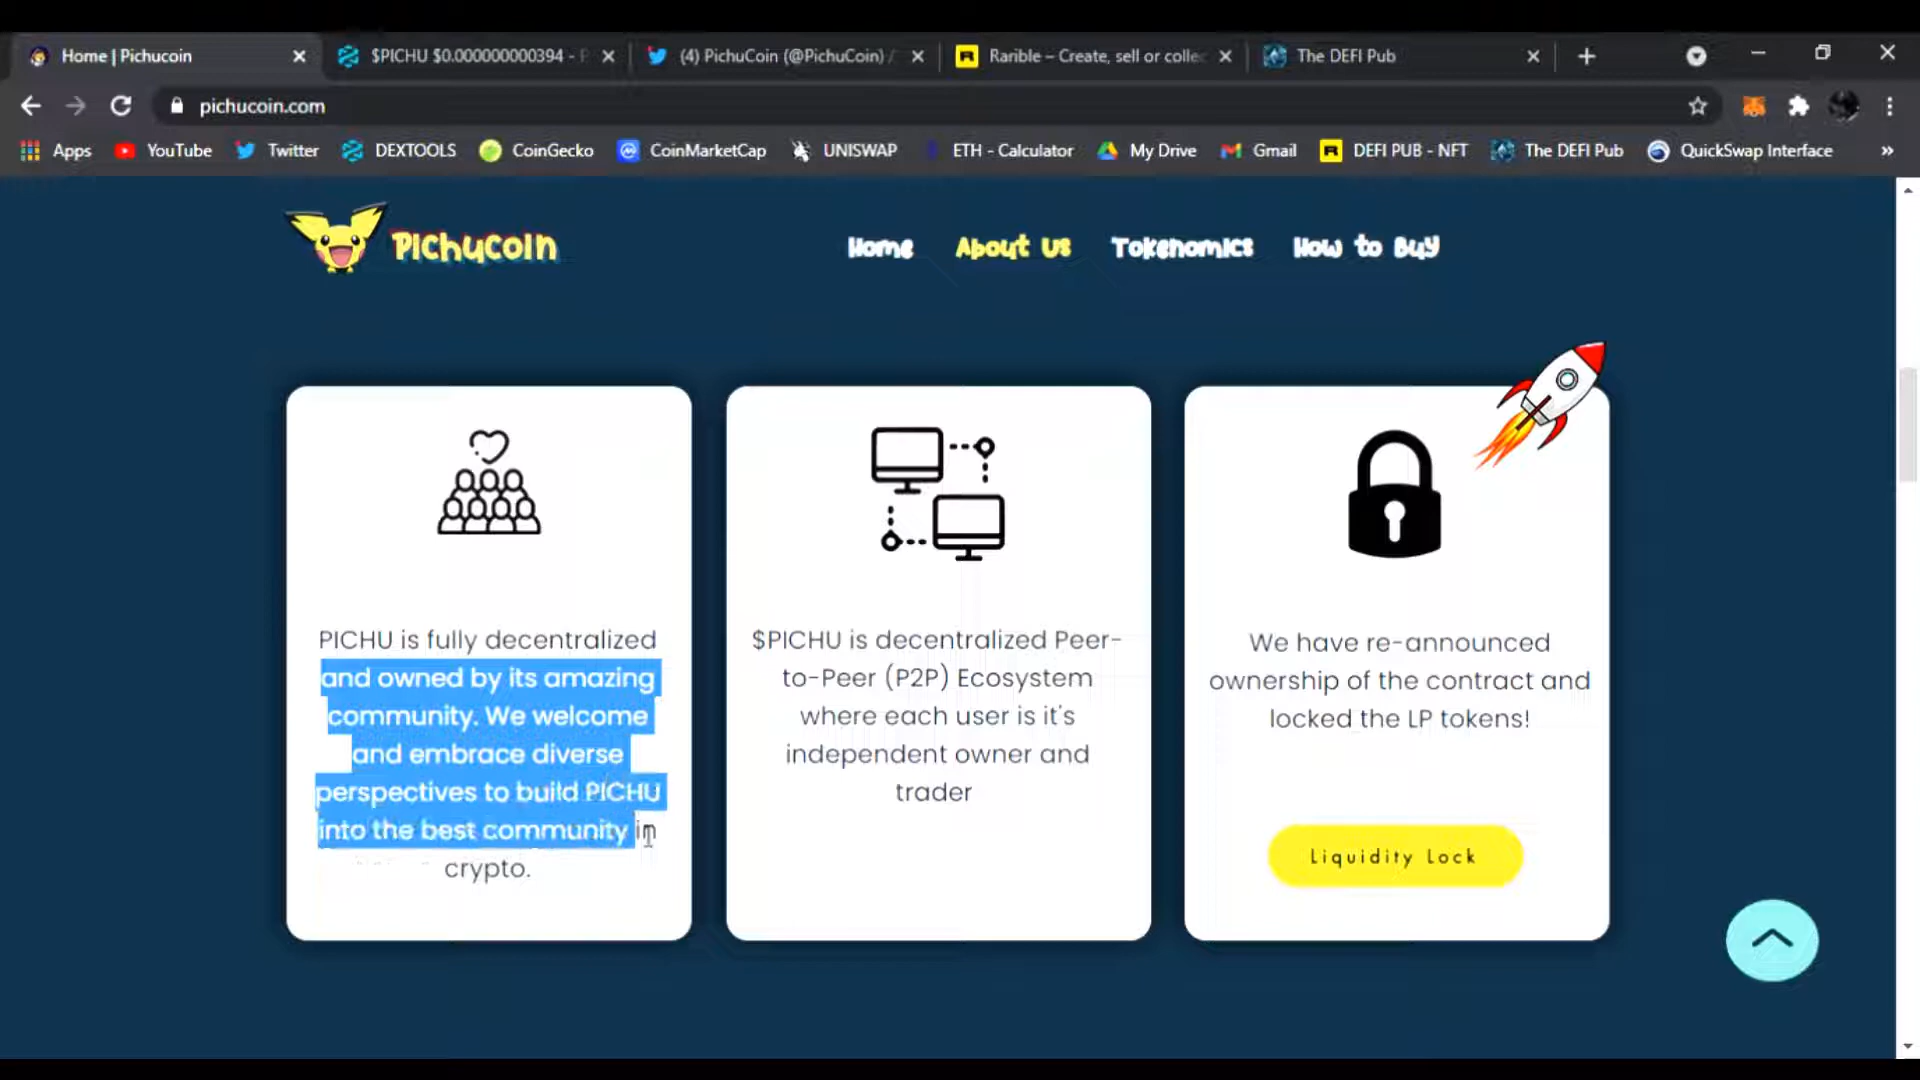 Home | Pichucoin
$PICHU $0.000000000394 - P
(4) PichuCoin (@PichuCoin) /
Rarible – Create, sell or collec
The DEFI Pub
pichucoin.com
Apps
YouTube
Twitter
DEXTOOLS
CoinGecko
CoinMarketCap
UNISWAP
ETH - Calculator
My Drive
Gmail
DEFI PUB - NFT
The DEFI Pub
QuickSwap Interface
»
Pichucoin
Home
About Us
Tokenomics
How to Buy
PICHU is fully decentralized
and owned by its amazing
community. We welcome
and embrace diverse
perspectives to build PICHU
into the best community in
crypto.
$PICHU is decentralized Peer-
to-Peer (P2P) Ecosystem
where each user is it's
independent owner and
trader
We have re-announced
ownership of the contract and
locked the LP tokens!
Liquidity Lock